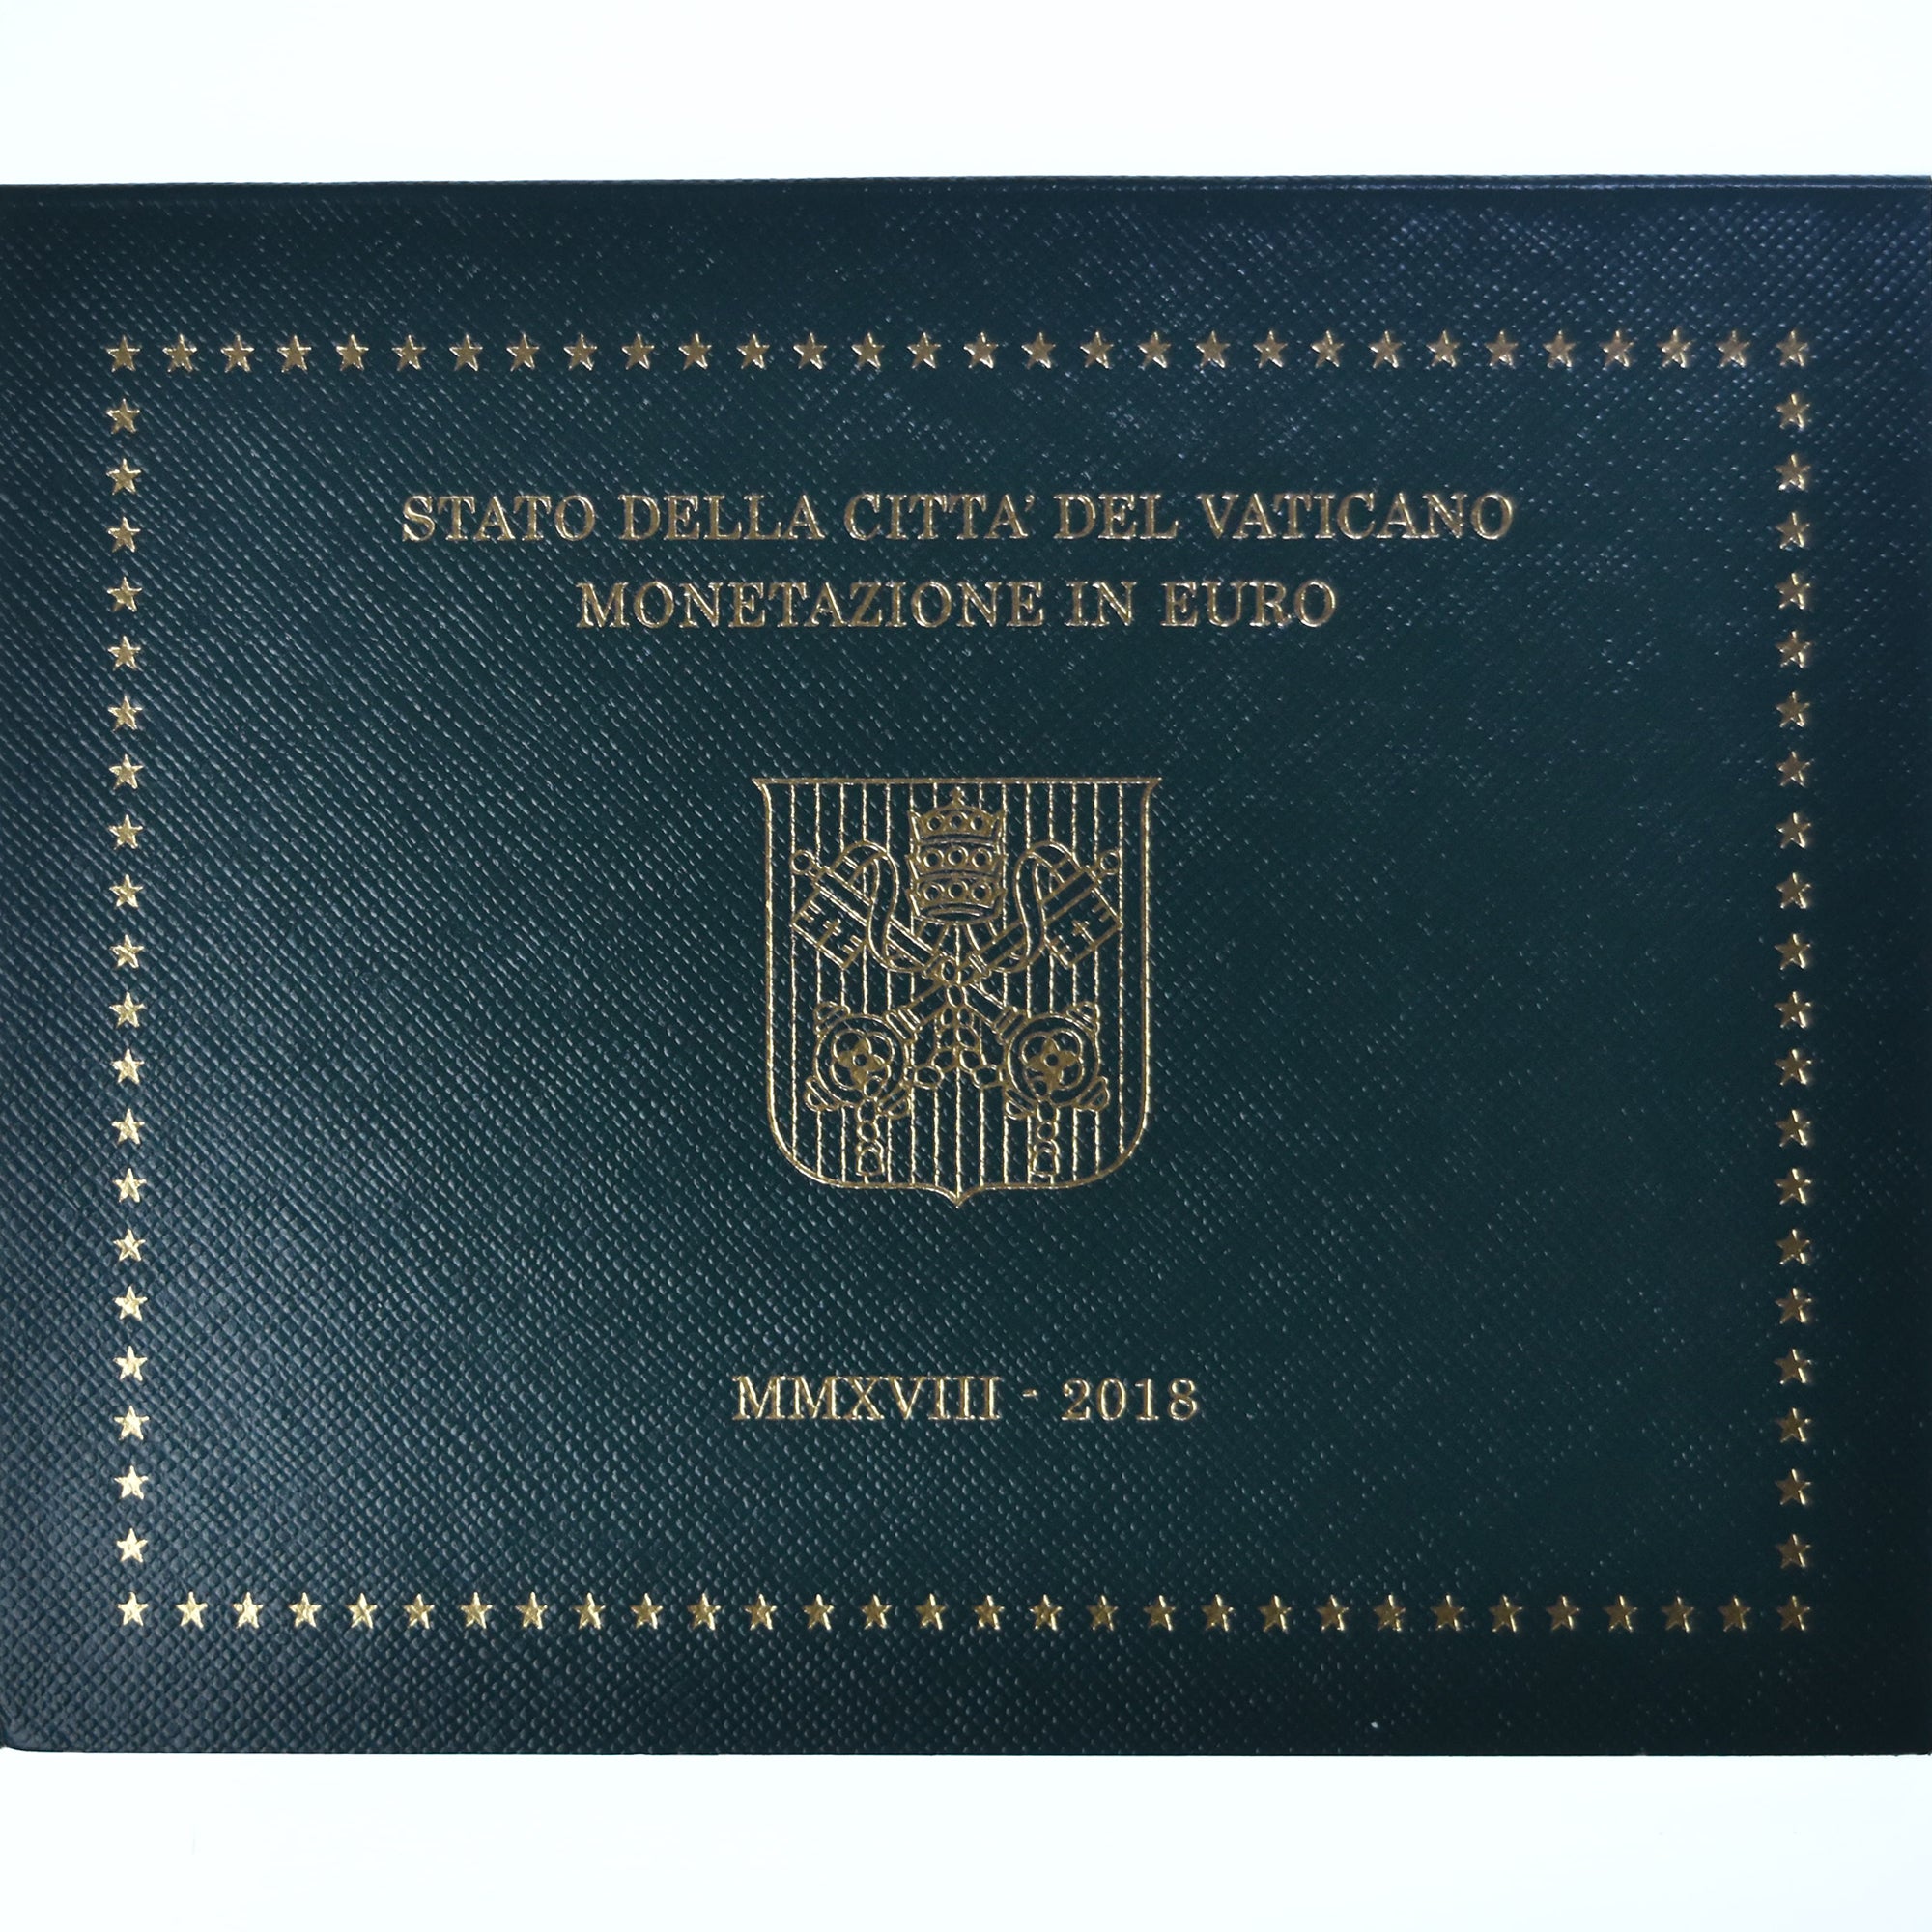 STATO DELLA CITTA' DEL VATICANO
MONETAZIONE IN EURO
MMXVIII - 2018